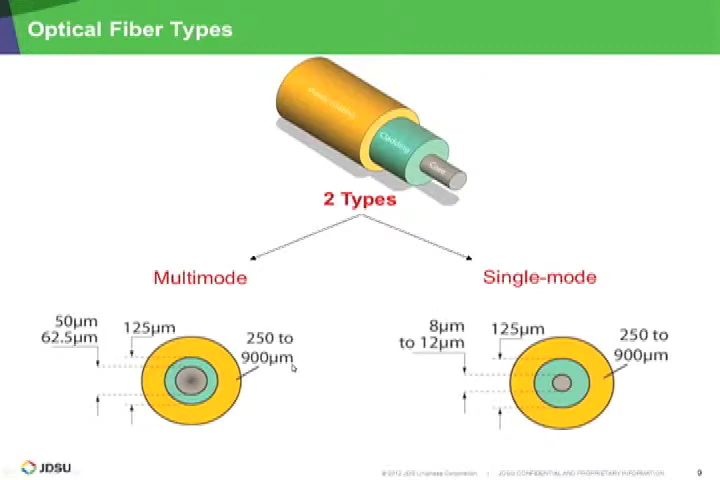 Optical Fiber Types
Cladding
Core
2 Types
Multimode
Single-mode
50µm
62.5µm
125µm
250 to
900µm
8µm
to 12µm
125µm
250 to
900µm
JDSU
© 2012 JDS Uniphase Corporation | JDSU CONFIDENTIAL AND PROPRIETARY INFORMATION
9